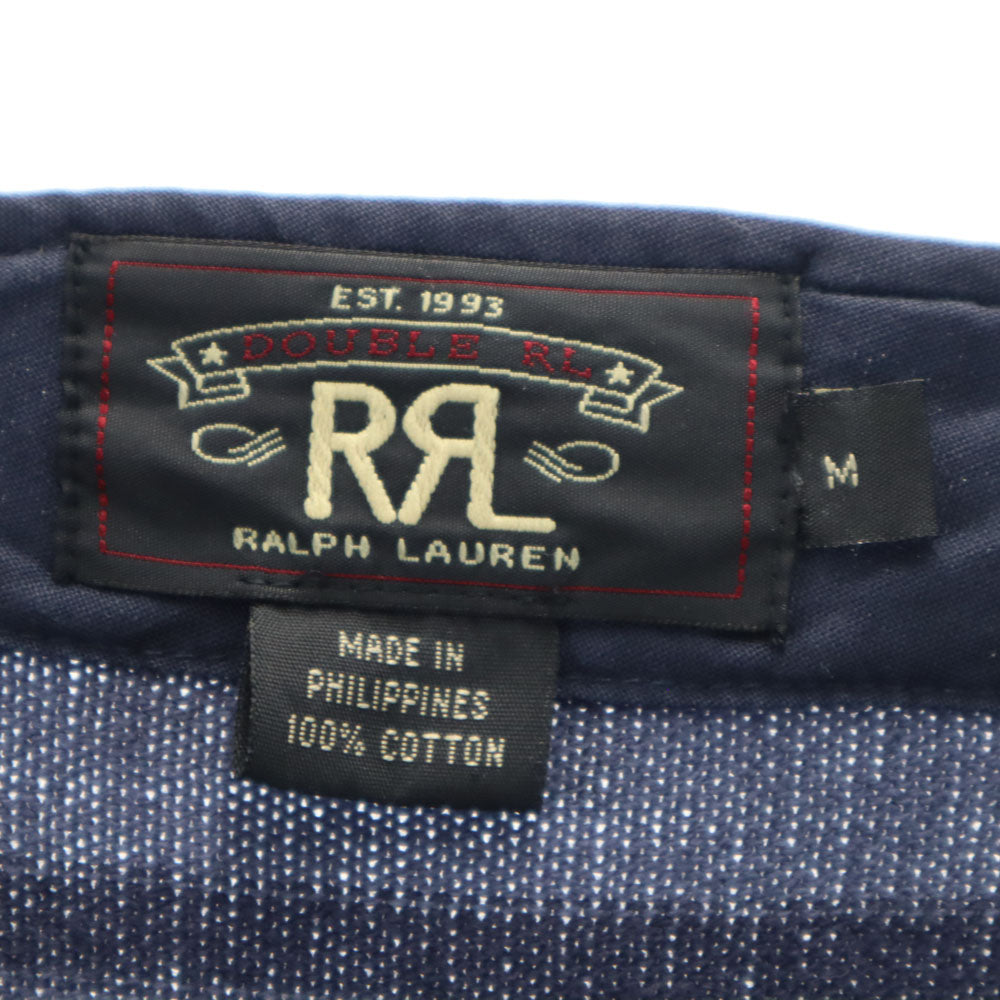 EST. 1993
DOUBLE RL
RRL
RALPH LAUREN
M
MADE IN
PHILIPPINES
100% COTTON